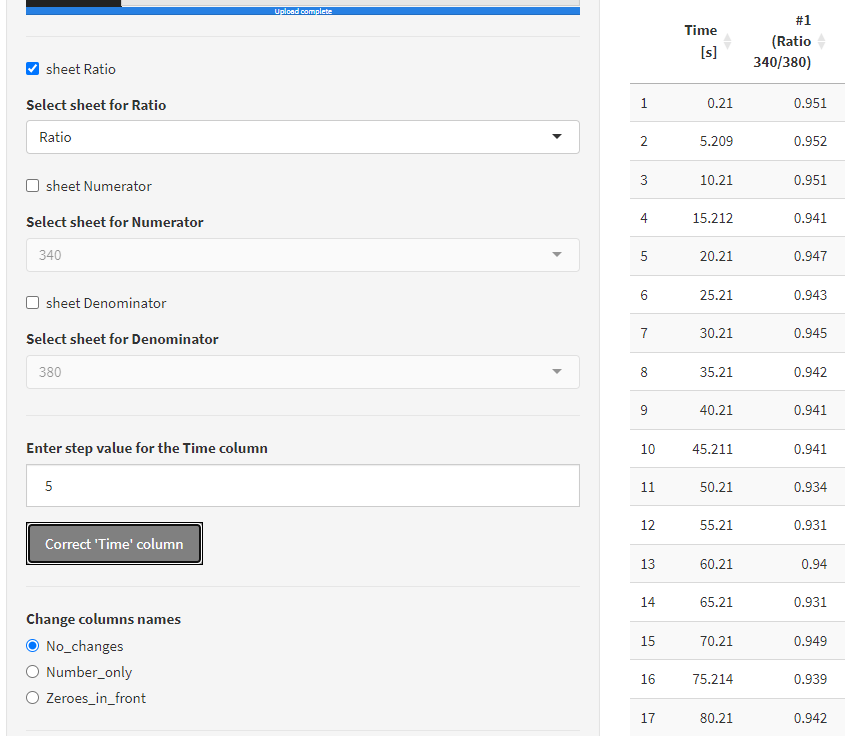 Upload complete
sheet Ratio
Select sheet for Ratio
Ratio
sheet Numerator
Select sheet for Numerator
340
sheet Denominator
Select sheet for Denominator
380
Enter step value for the Time column
5
Correct 'Time' column
Change columns names
No_changes
Number_only
Zeroes_in_front
Time [s] #1 (Ratio 340/380)
1 0.21 0.951
2 5.209 0.952
3 10.21 0.951
4 15.212 0.941
5 20.21 0.947
6 25.21 0.943
7 30.21 0.945
8 35.21 0.942
9 40.21 0.941
10 45.211 0.941
11 50.21 0.934
12 55.21 0.931
13 60.21 0.94
14 65.21 0.931
15 70.21 0.949
16 75.214 0.939
17 80.21 0.942